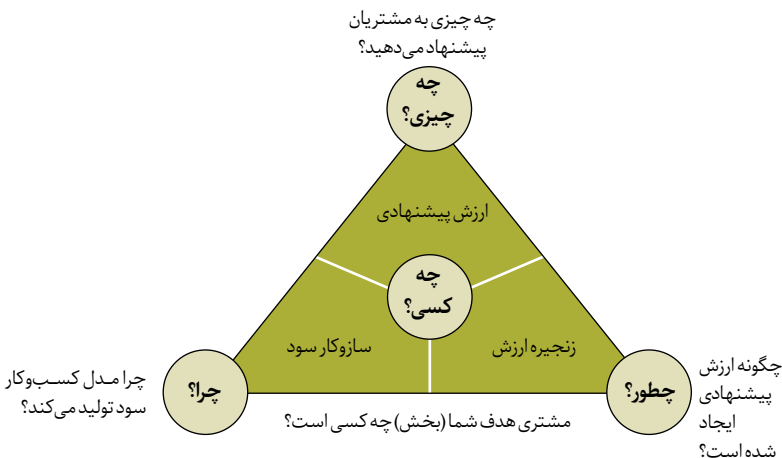 چه چیزی به مشتریان
پیشنهاد می‌دهید؟
چه
چیزی؟
ارزش پیشنهادی
چه
کسی؟
سازوکار سود
زنجیره ارزش
چگونه ارزش
پیشنهادی
ایجاد
شده است؟
چطور؟
چرا؟
چرا مـدل کسـب‌وکار
سود تولید می‌کند؟
مشتری هدف شما (بخش) چه کسی است؟